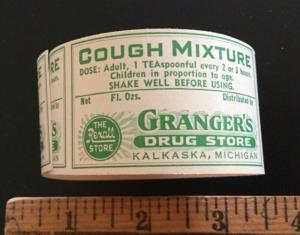 COUGH MIXTURE
DOSE: Adult, 1 TEAspoonful every 2 or 3 hours.
Children in proportion to age.
SHAKE WELL BEFORE USING.
Net Fl. Ozs. Distributed by
THE
Rexall
STORE
GRANGER'S
DRUG STORE
KALKASKA, MICHIGAN
1 2 3 4